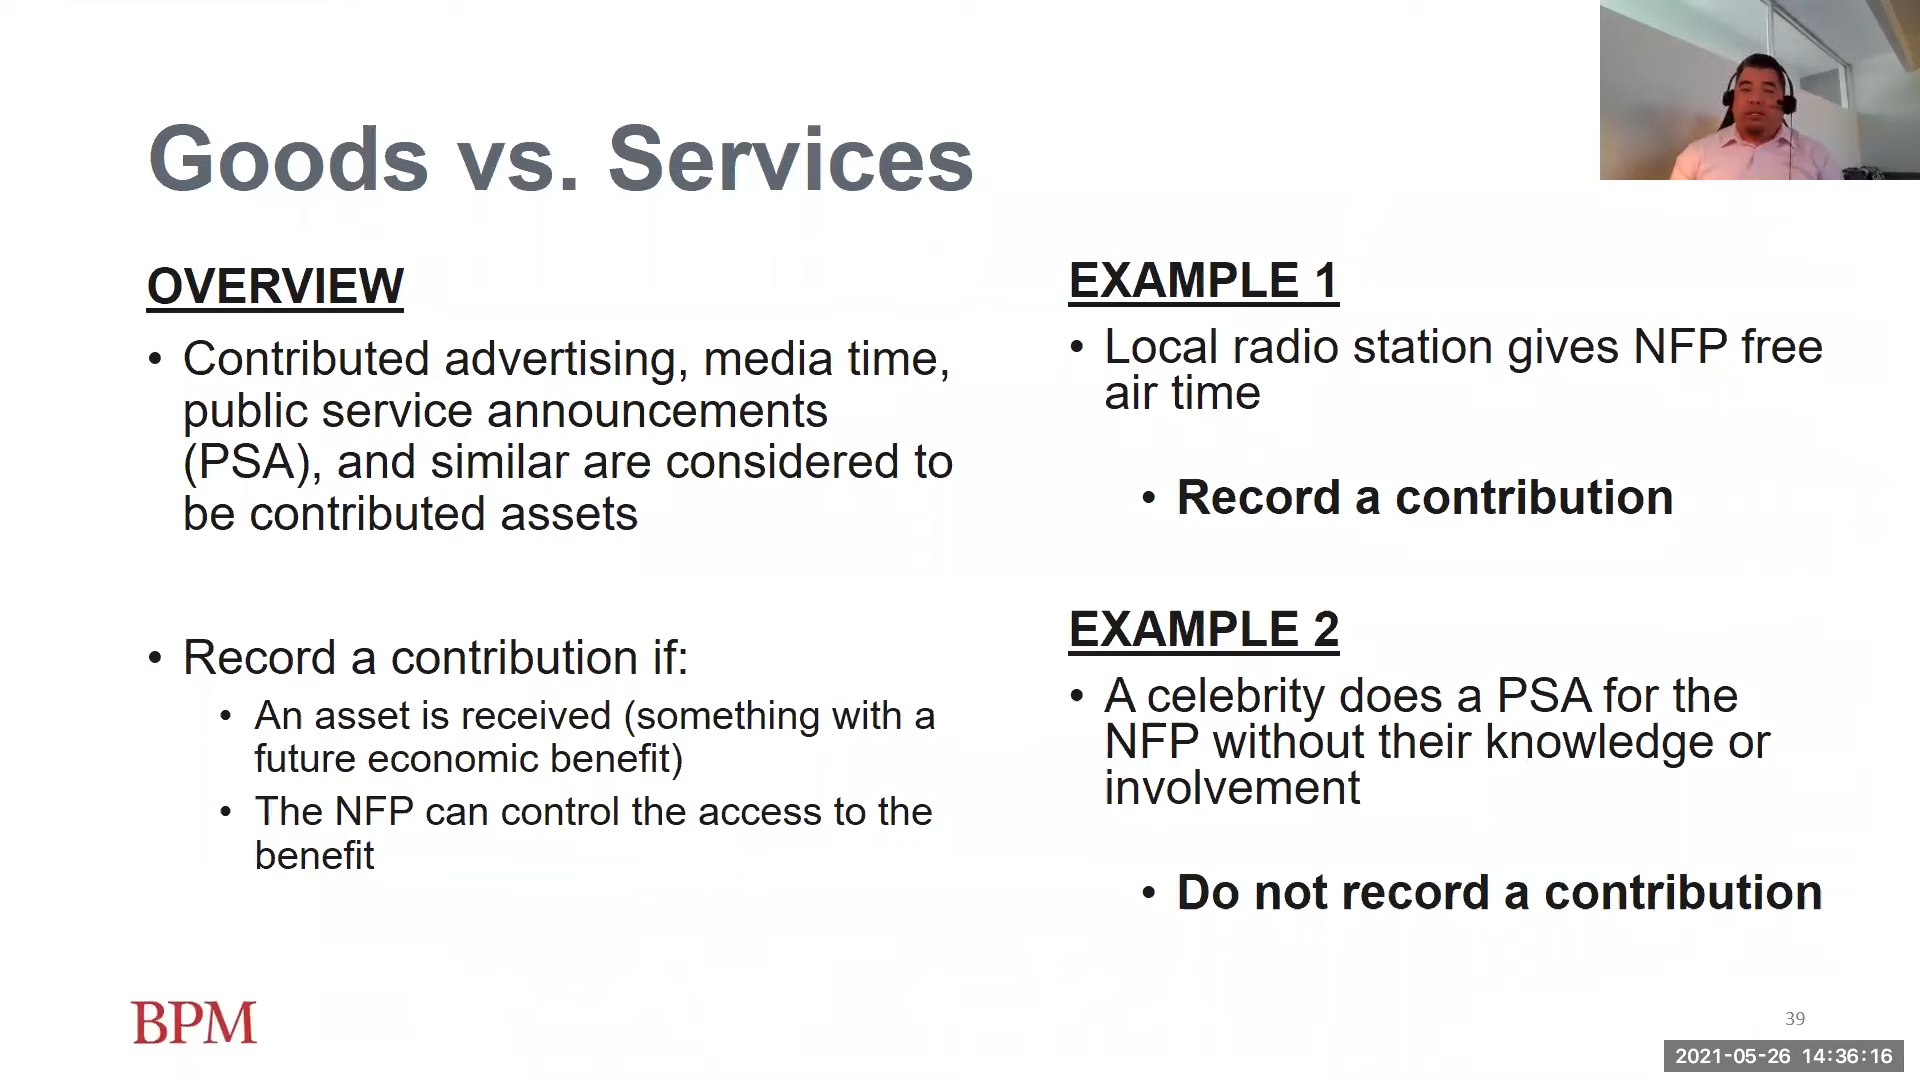 Goods vs. Services
OVERVIEW
• Contributed advertising, media time,
public service announcements
(PSA), and similar are considered to
be contributed assets
• Record a contribution if:
• An asset is received (something with a
future economic benefit)
• The NFP can control the access to the
benefit
EXAMPLE 1
• Local radio station gives NFP free
air time
• Record a contribution
EXAMPLE 2
• A celebrity does a PSA for the
NFP without their knowledge or
involvement
• Do not record a contribution
BPM
39
2021-05-26 14:36:16